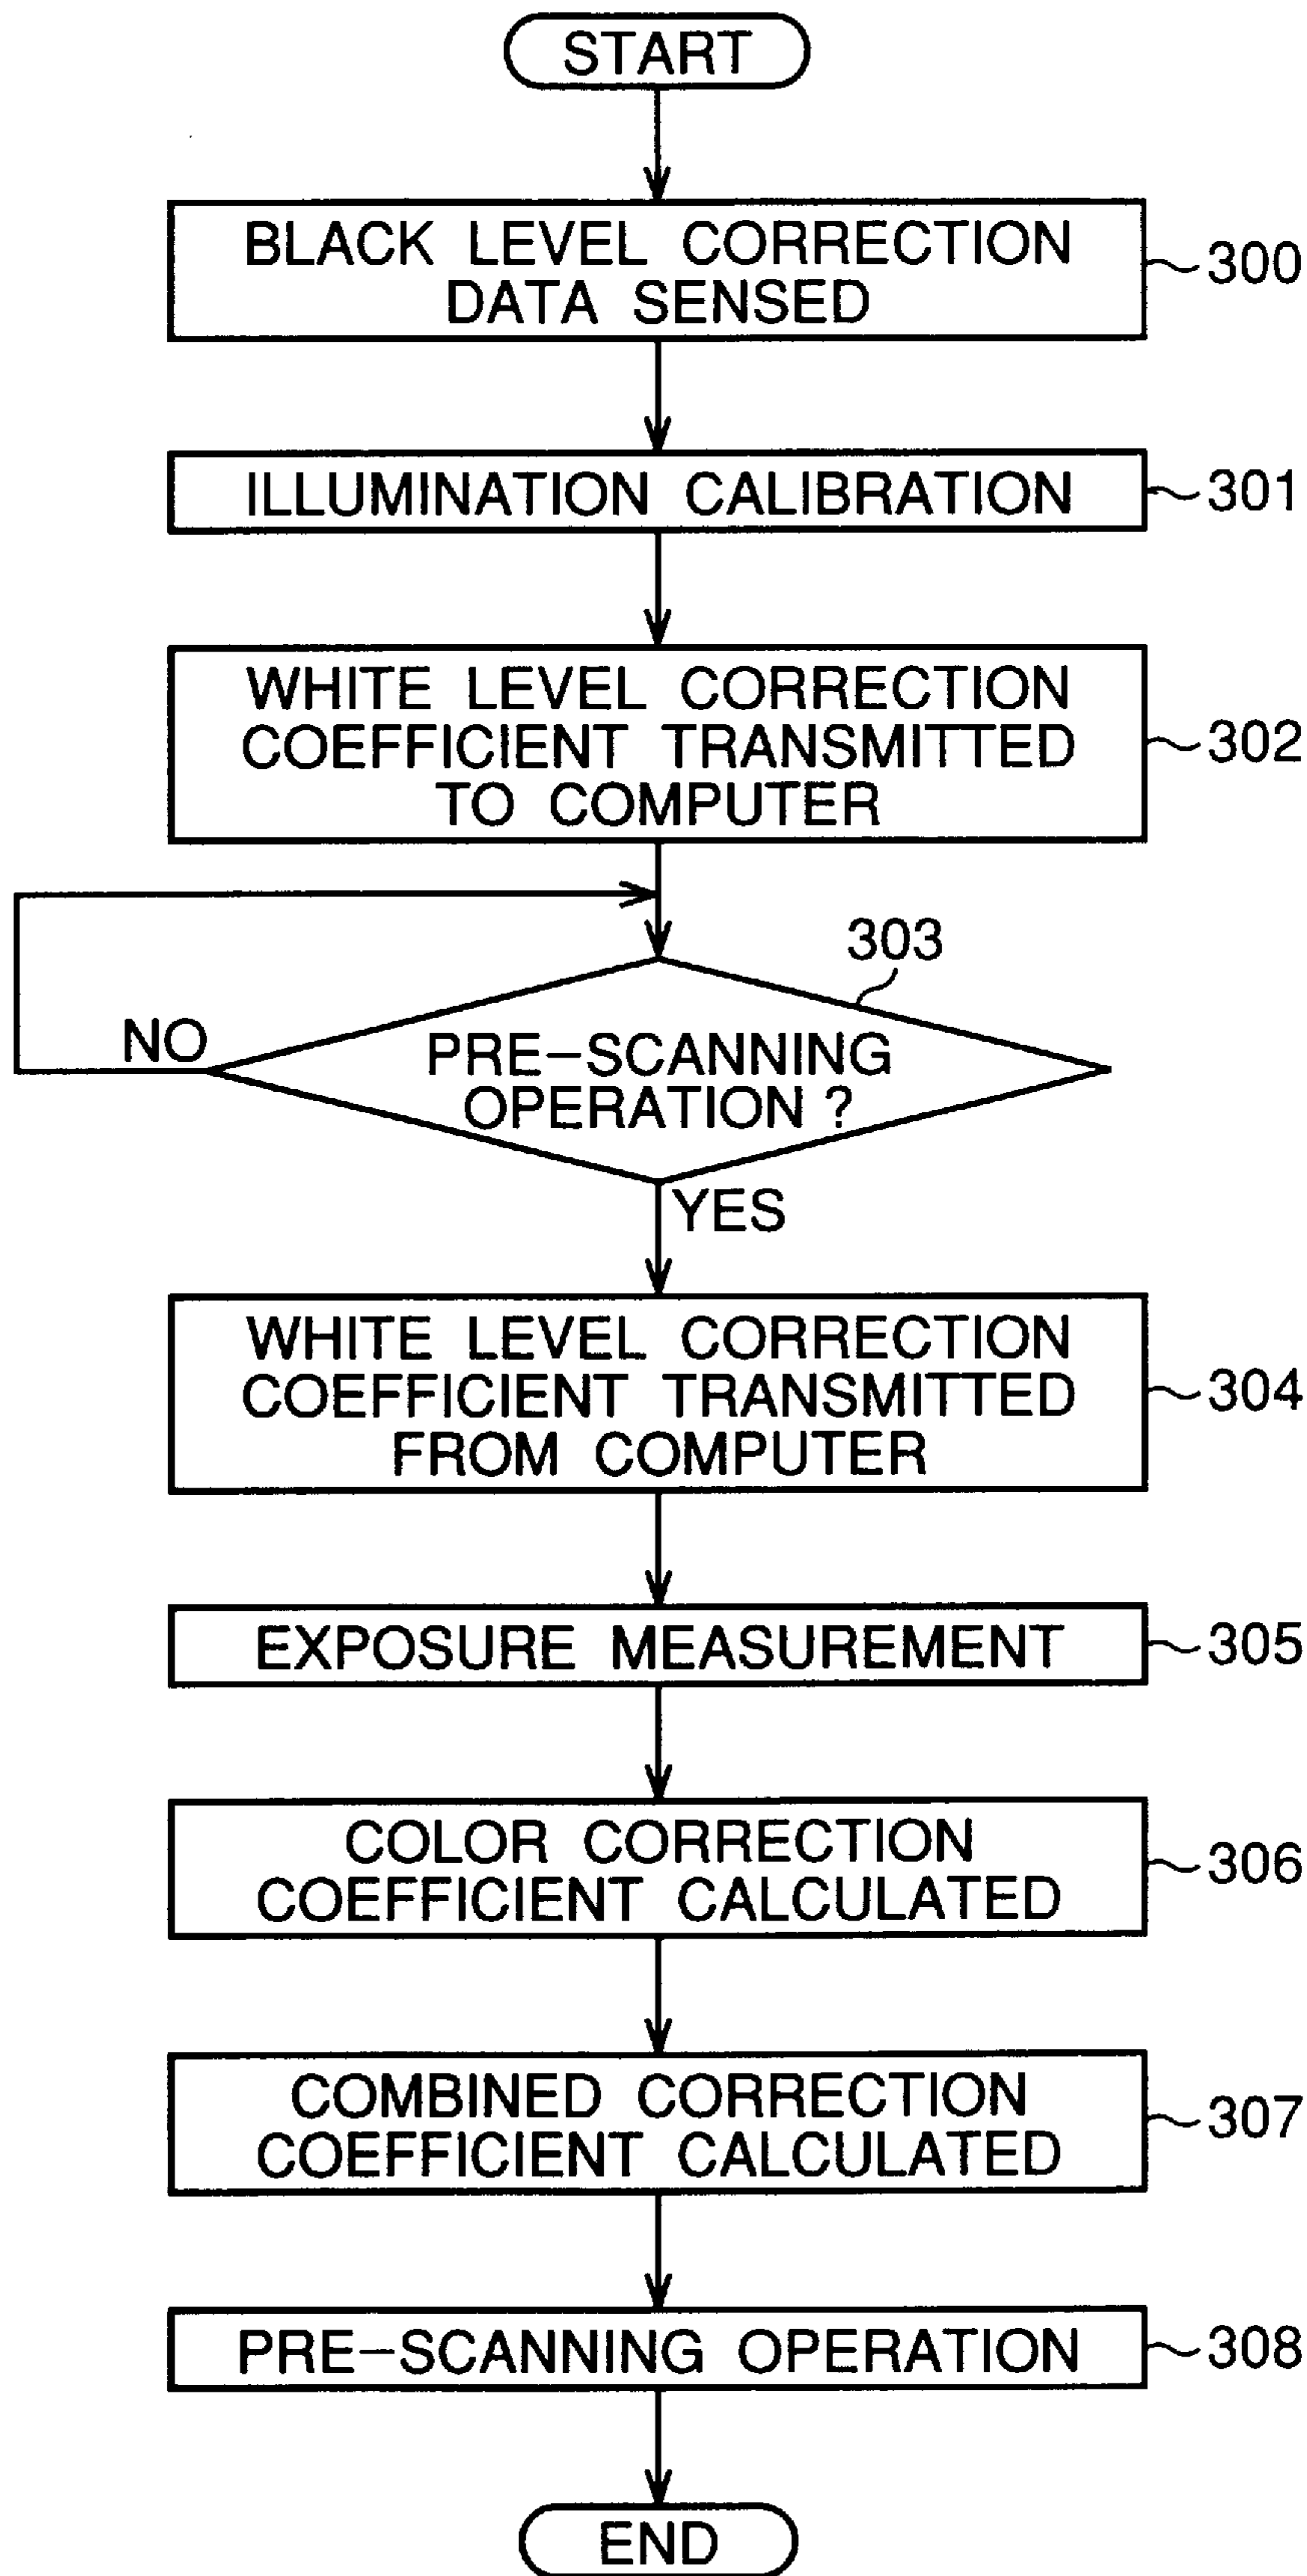 START
BLACK LEVEL CORRECTION
DATA SENSED
300
ILLUMINATION CALIBRATION
301
WHITE LEVEL CORRECTION
COEFFICIENT TRANSMITTED
TO COMPUTER
302
303
NO
PRE-SCANNING
OPERATION ?
YES
WHITE LEVEL CORRECTION
COEFFICIENT TRANSMITTED
FROM COMPUTER
304
EXPOSURE MEASUREMENT
305
COLOR CORRECTION
COEFFICIENT CALCULATED
306
COMBINED CORRECTION
COEFFICIENT CALCULATED
307
PRE-SCANNING OPERATION
308
END